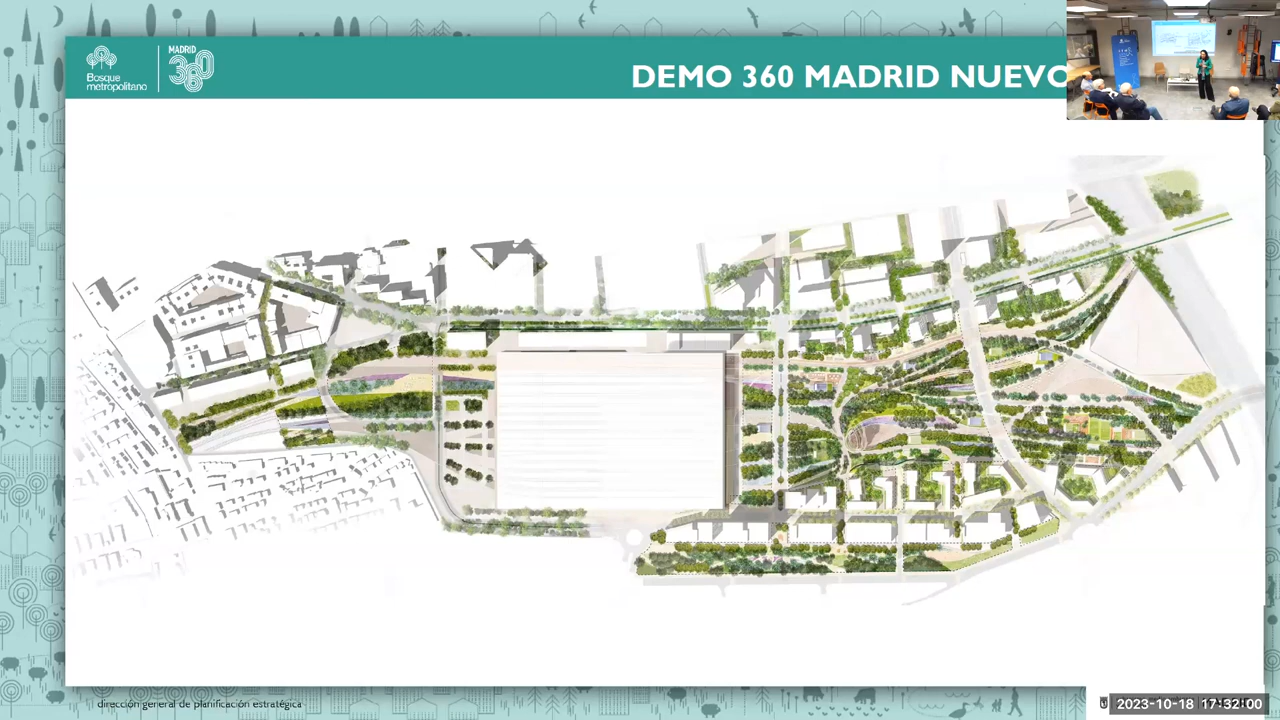 Bosque
metropolitano
MADRID
360
DEMO 360 MADRID NUEVO
dirección general de planificación estratégica
2023-10-18 17:32:00